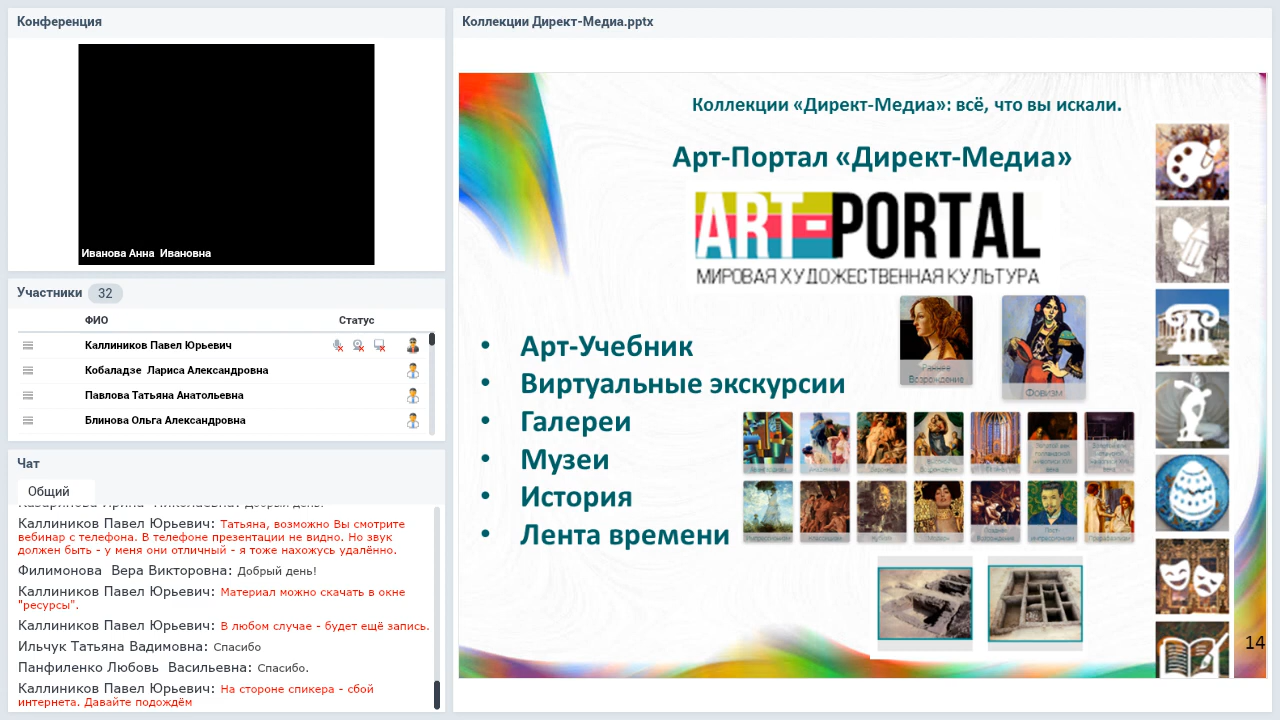 Конференция
Иванова Анна  Ивановна
Участники 32
ФИО Статус
Каллиников Павел Юрьевич
Кобаладзе  Лариса Александровна
Павлова Татьяна Анатольевна
Блинова Ольга Александровна
Чат
Общий
Каллиников Павел Юрьевич: Татьяна, возможно Вы смотрите
вебинар с телефона. В телефоне презентации не видно. Но звук
должен быть - у меня они отличный - я тоже нахожусь удалённо.
Филимонова  Вера Викторовна: Добрый день!
Каллиников Павел Юрьевич: Материал можно скачать в окне
"ресурсы".
Каллиников Павел Юрьевич: В любом случае - будет ещё запись.
Ильчук Татьяна Вадимовна: Спасибо
Панфиленко Любовь  Васильевна: Спасибо.
Каллиников Павел Юрьевич: На стороне спикера - сбой
интернета. Давайте подождём
Коллекции Директ-Медиа.pptx
Коллекции «Директ-Медиа»: всё, что вы искали.
Арт-Портал «Директ-Медиа»
ART-PORTAL
МИРОВАЯ ХУДОЖЕСТВЕННАЯ КУЛЬТУРА
Возрождение
Фовизм
• Арт-Учебник
• Виртуальные экскурсии
• Галереи
• Музеи
• История
• Лента времени
14